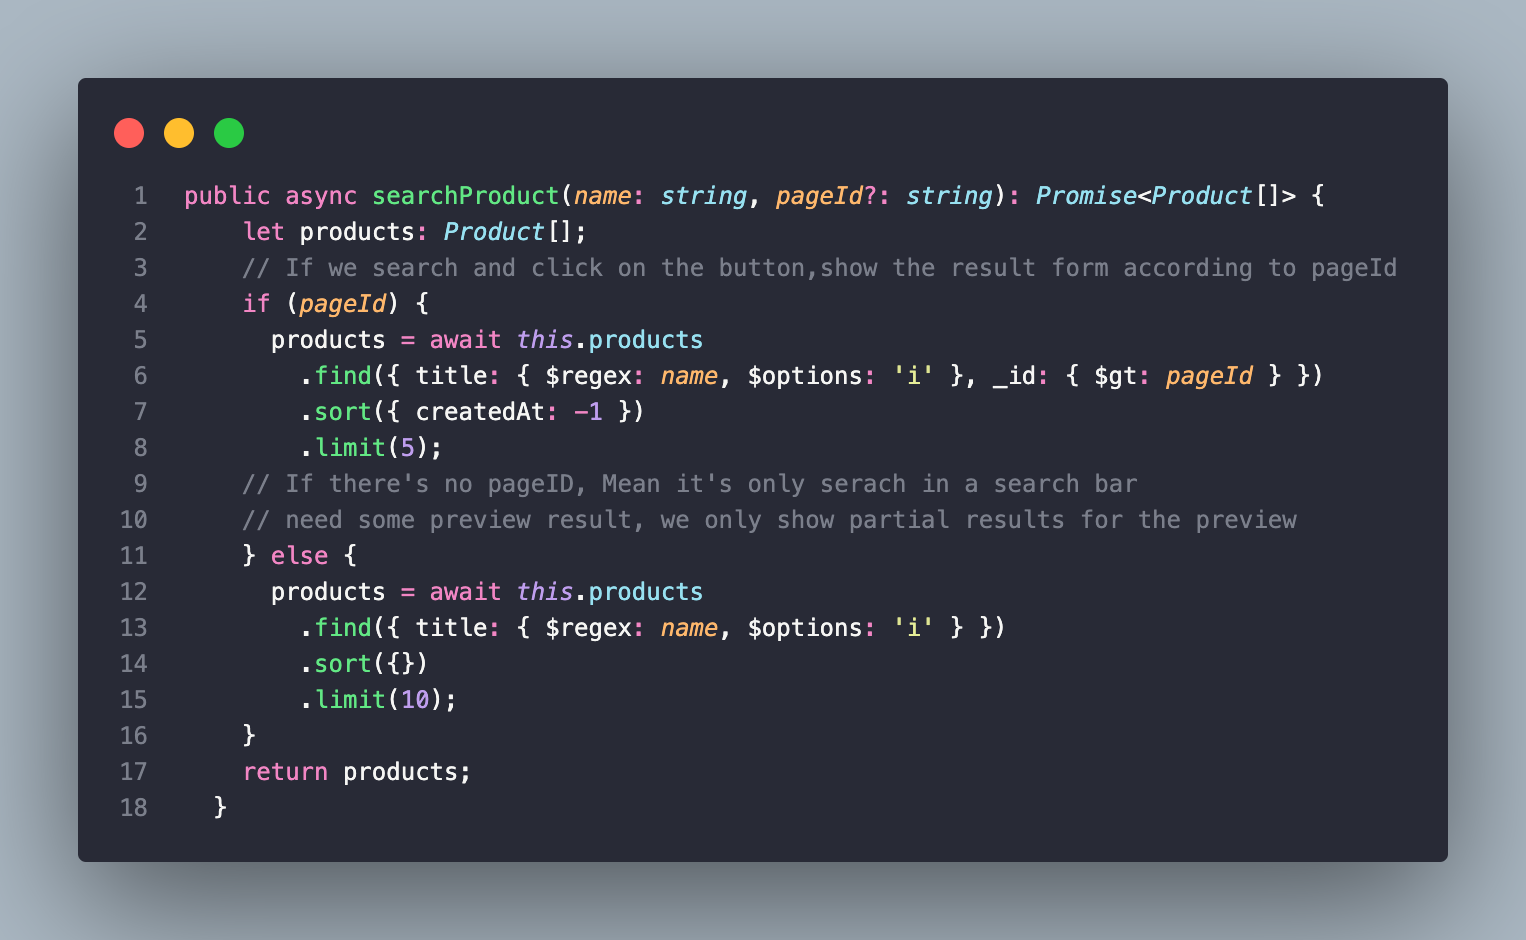 1 public async searchProduct(name: string, pageId?: string): Promise<Product[]> {
2 let products: Product[];
3 // If we search and click on the button,show the result form according to pageId
4 if (pageId) {
5 products = await this.products
6 .find({ title: { $regex: name, $options: 'i' }, _id: { $gt: pageId } })
7 .sort({ createdAt: -1 })
8 .limit(5);
9 // If there's no pageID, Mean it's only serach in a search bar
10 // need some preview result, we only show partial results for the preview
11 } else {
12 products = await this.products
13 .find({ title: { $regex: name, $options: 'i' } })
14 .sort({})
15 .limit(10);
16 }
17 return products;
18 }